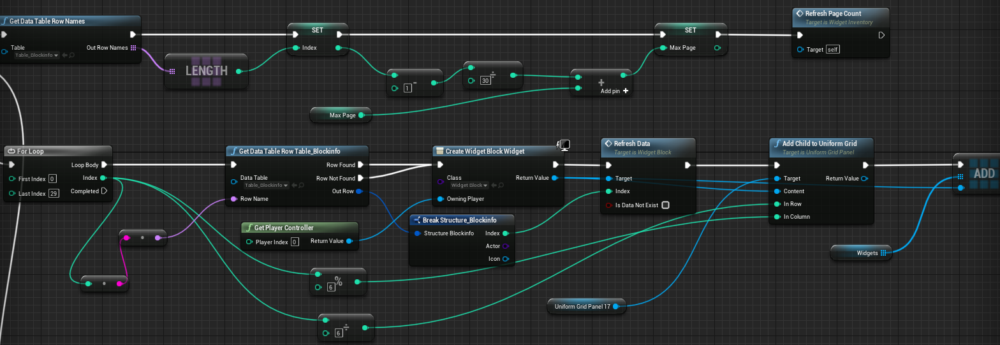 Get Data Table Row Names
Table
Table_Blockinfo
Out Row Names
LENGTH
SET
Index
1
-
30
÷
Max Page
+
Add pin +
SET
Max Page
Refresh Page Count
Target is Widget Inventory
Target self
For Loop
First Index 0
Last Index 29
Loop Body
Index
Completed
Get Data Table Row Table_Blockinfo
Data Table
Table_Blockinfo
Row Name
Row Found
Row Not Found
Out Row
Get Player Controller
Player Index 0
Return Value
Create Widget Block Widget
Class
Widget Block
Owning Player
Return Value
Break Structure_Blockinfo
Structure Blockinfo
Index
Actor
Icon
Refresh Data
Target is Widget Block
Target
Index
Is Data Not Exist
Add Child to Uniform Grid
Target is Uniform Grid Panel
Target
Content
In Row
In Column
Return Value
ADD
Widgets
6
%
6
÷
Uniform Grid Panel 17